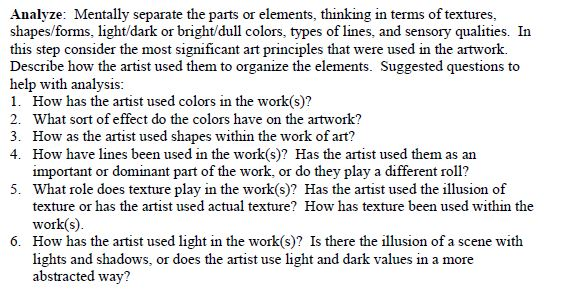 Analyze:  Mentally separate the parts or elements, thinking in terms of textures,
shapes/forms, light/dark or bright/dull colors, types of lines, and sensory qualities.  In
this step consider the most significant art principles that were used in the artwork.
Describe how the artist used them to organize the elements.  Suggested questions to
help with analysis:
1.  How has the artist used colors in the work(s)?
2.  What sort of effect do the colors have on the artwork?
3.  How as the artist used shapes within the work of art?
4.  How have lines been used in the work(s)?  Has the artist used them as an
important or dominant part of the work, or do they play a different roll?
5.  What role does texture play in the work(s)?  Has the artist used the illusion of
texture or has the artist used actual texture?  How has texture been used within the
work(s).
6.  How has the artist used light in the work(s)?  Is there the illusion of a scene with
lights and shadows, or does the artist use light and dark values in a more
abstracted way?